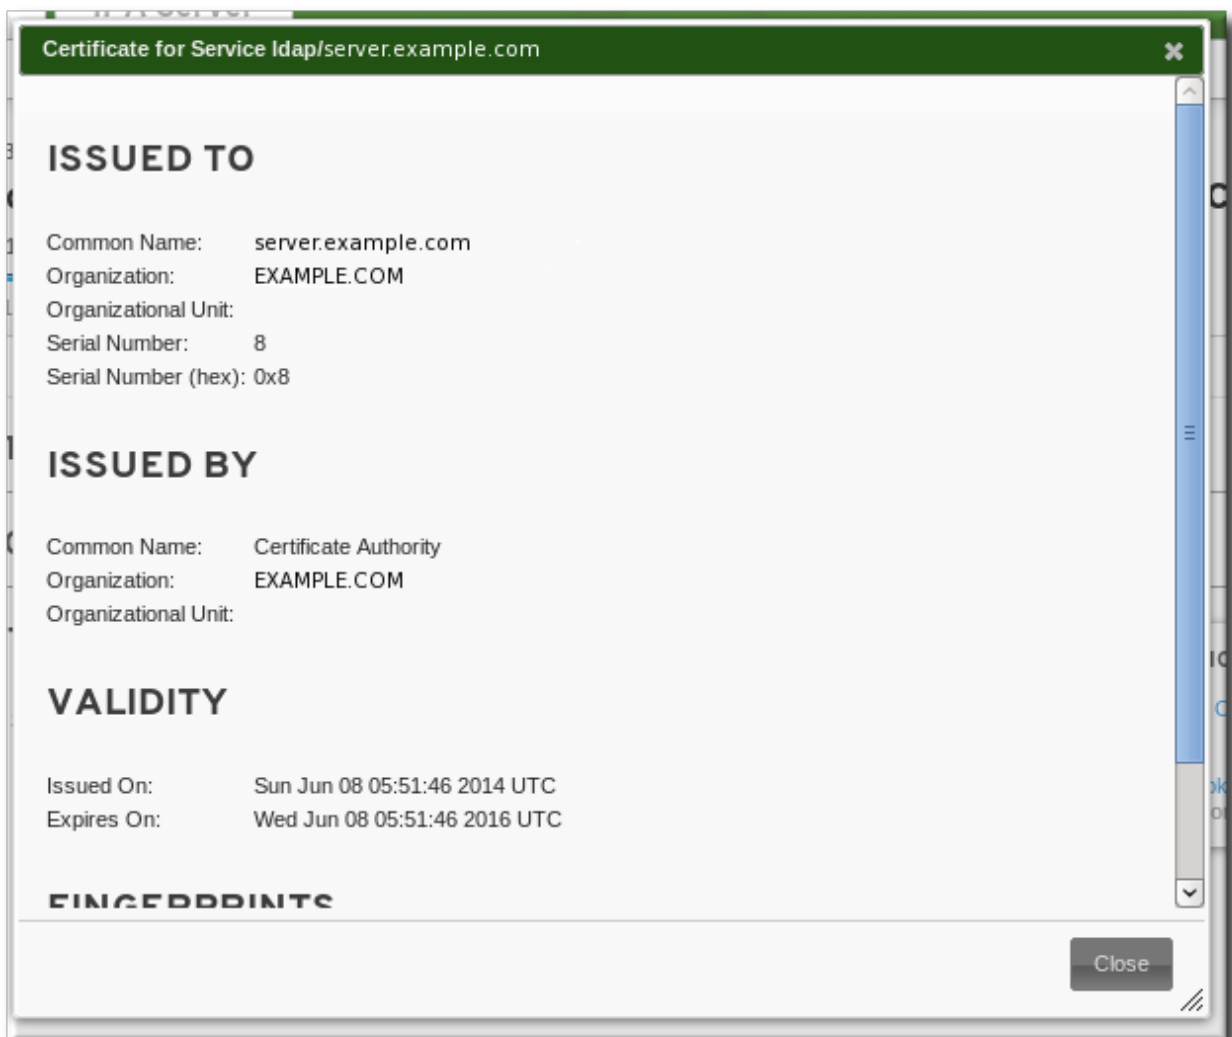 IPA Server
Certificate for Service ldap/server.example.com
ISSUED TO
Common Name: server.example.com
Organization: EXAMPLE.COM
Organizational Unit:
Serial Number: 8
Serial Number (hex): 0x8
ISSUED BY
Common Name: Certificate Authority
Organization: EXAMPLE.COM
Organizational Unit:
VALIDITY
Issued On: Sun Jun 08 05:51:46 2014 UTC
Expires On: Wed Jun 08 05:51:46 2016 UTC
FINGERPRINTS
Close